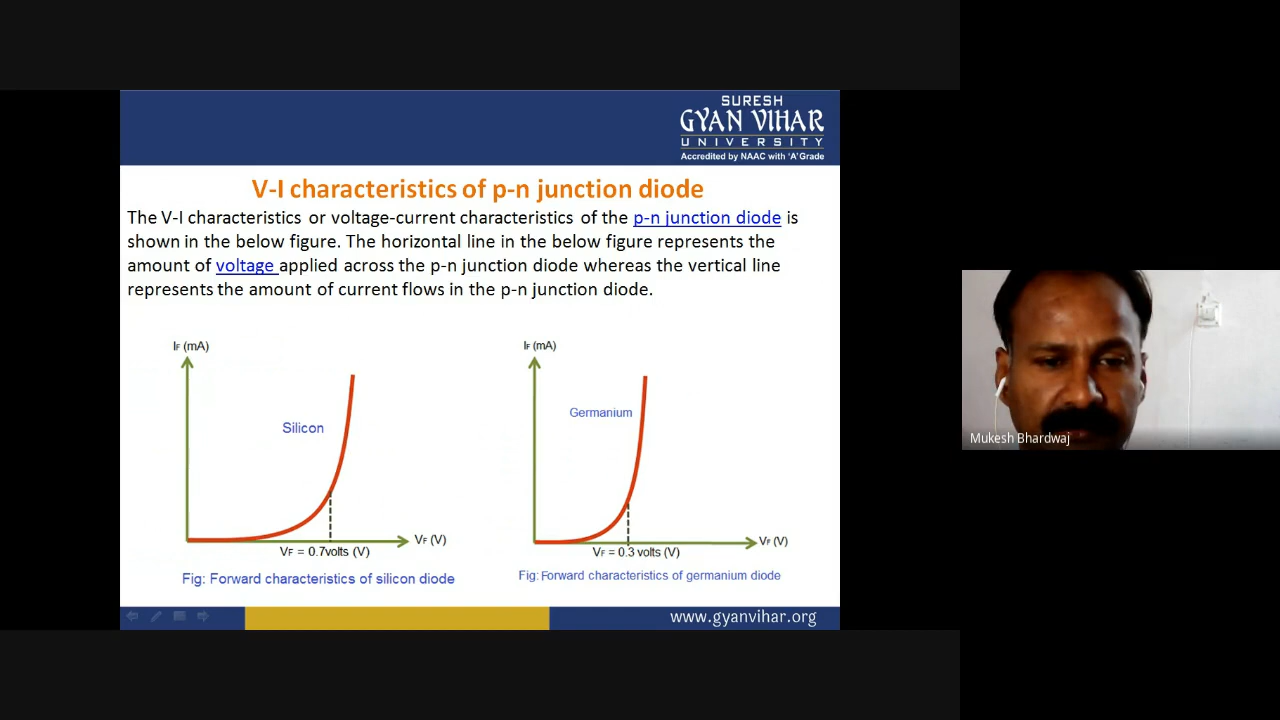 SURESH
GYAN VIHAR
UNIVERSITY
Accredited by NAAC with 'A' Grade
V-I characteristics of p-n junction diode
The V-I characteristics or voltage-current characteristics of the p-n junction diode is
shown in the below figure. The horizontal line in the below figure represents the
amount of voltage applied across the p-n junction diode whereas the vertical line
represents the amount of current flows in the p-n junction diode.
IF (mA)
Silicon
VF (V)
VF = 0.7volts (V)
Fig: Forward characteristics of silicon diode
IF (mA)
Germanium
VF (V)
VF = 0.3 volts (V)
Fig: Forward characteristics of germanium diode
www.gyanvihar.org
Mukesh Bhardwaj